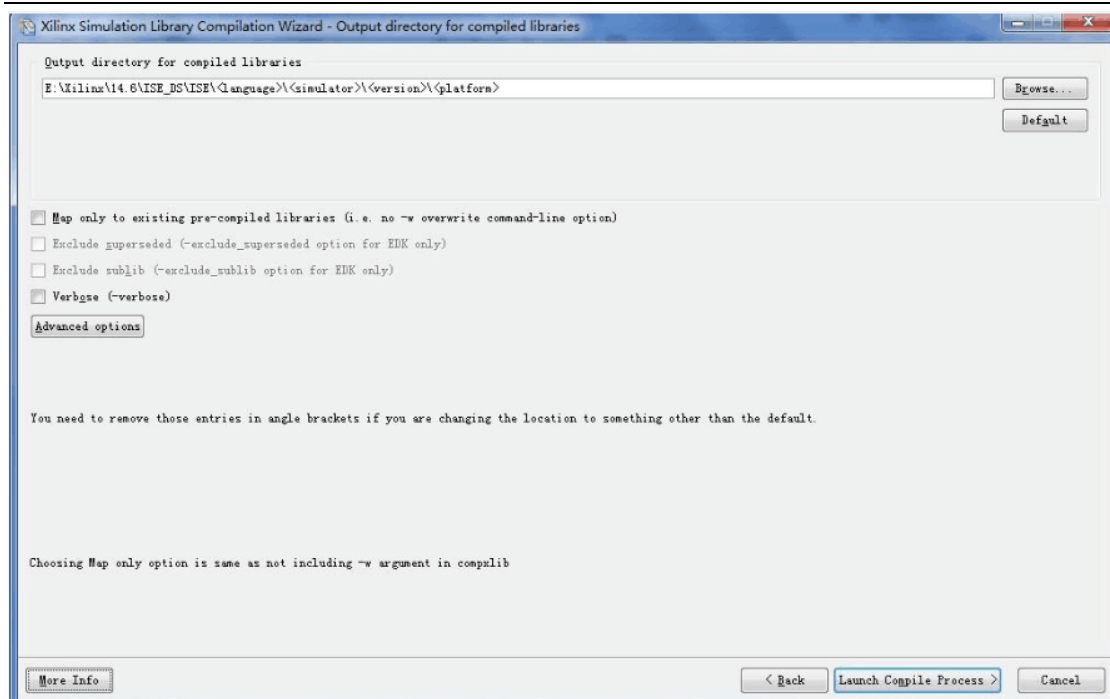 Xilinx Simulation Library Compilation Wizard - Output directory for compiled libraries
Output directory for compiled libraries
E:\Xilinx\14.6\ISE_DS\ISE\<language>\<simulator>\<version>\<platform>
Browse...
Default
Map only to existing pre-compiled libraries (i.e. no -w overwrite command-line option)
Exclude superseded (-exclude_superseded option for EDK only)
Exclude sublib (-exclude_sublib option for EDK only)
Verbose (-verbose)
Advanced options
You need to remove those entries in angle brackets if you are changing the location to something other than the default.
Choosing Map only option is same as not including -w argument in compxlib
More Info
< Back
Launch Compile Process >
Cancel